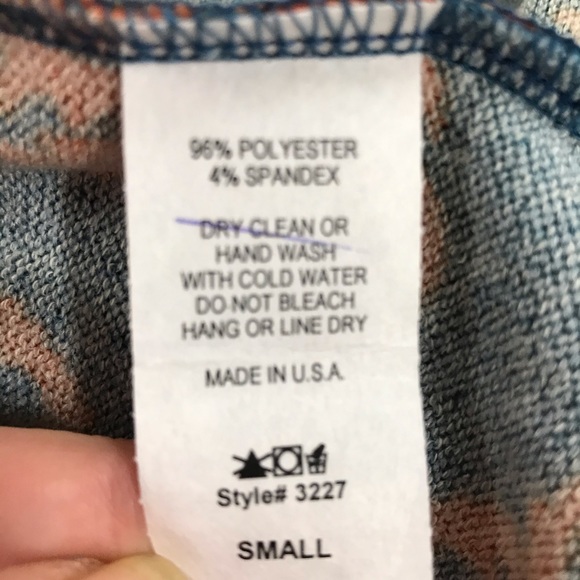 96% POLYESTER
4% SPANDEX
DRY CLEAN OR
HAND WASH
WITH COLD WATER
DO NOT BLEACH
HANG OR LINE DRY
MADE IN U.S.A.
Style# 3227
SMALL